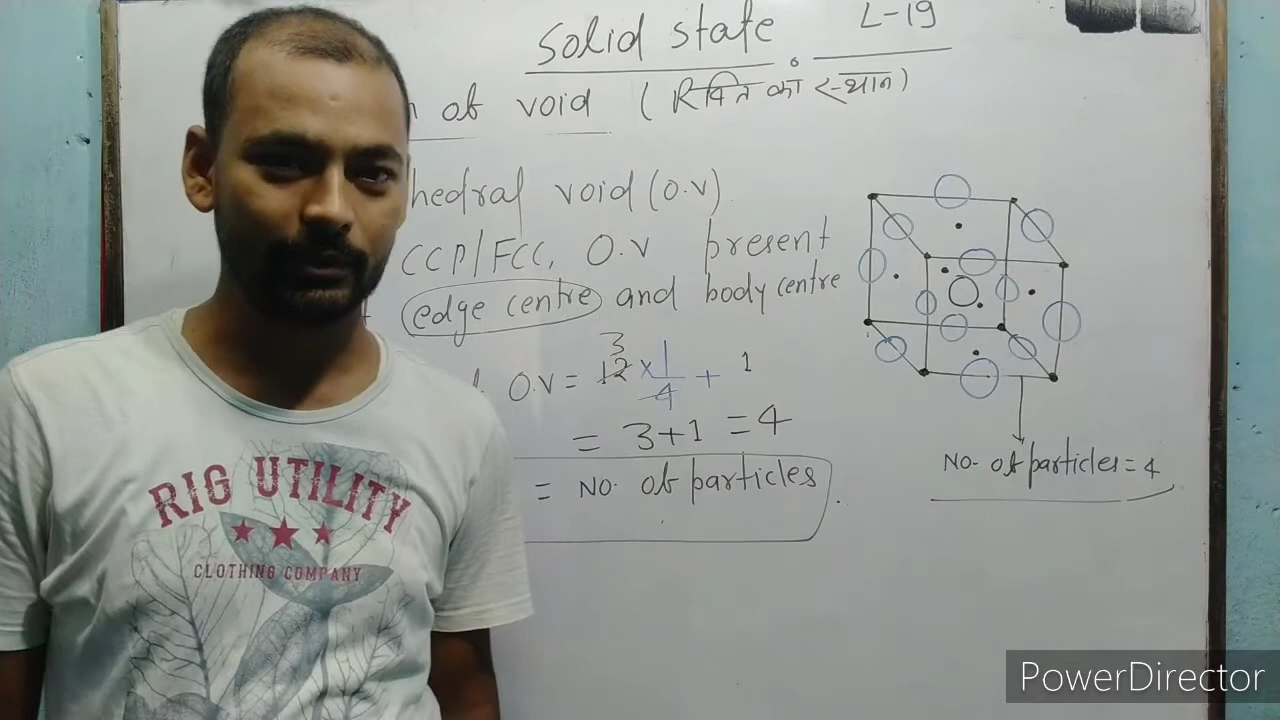 Solid state L-19
of void (रिक्ति का स्थान)
hedral void (O.V)
CCP/FCC, O.V present
edge centre and body centre
O.V = 12 3 × 1/4 + 1
= 3+1 = 4
= No. of particles
No. of particles = 4
RIG UTILITY
CLOTHING COMPANY
PowerDirector